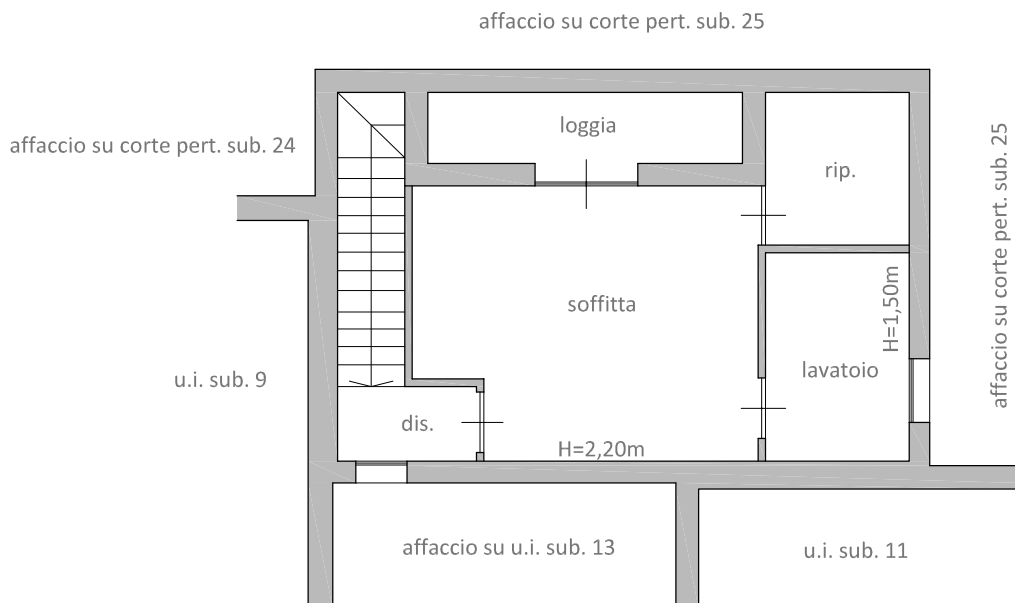 affaccio su corte pert. sub. 25
affaccio su corte pert. sub. 24
loggia
rip.
affaccio su corte pert. sub. 25
soffitta
H=1,50m
lavatoio
u.i. sub. 9
dis.
H=2,20m
affaccio su u.i. sub. 13
u.i. sub. 11